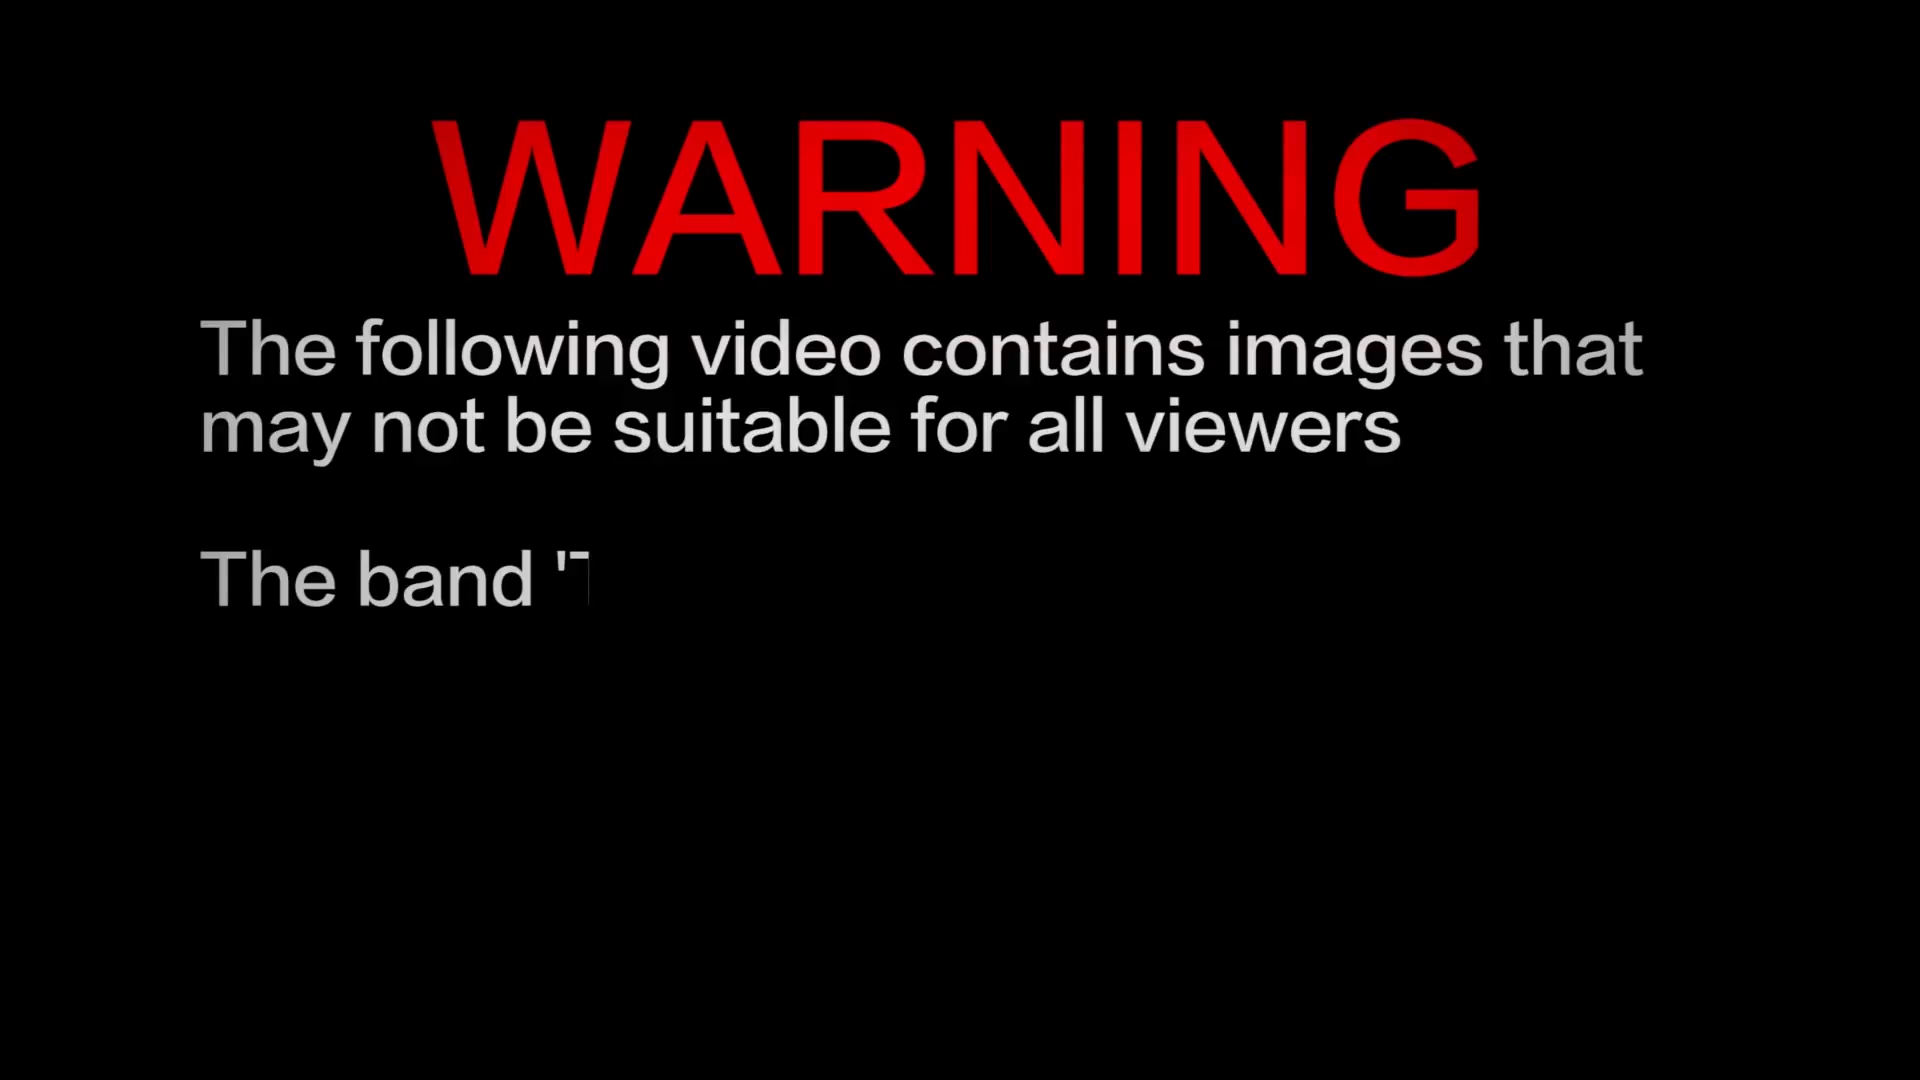 WARNING
The following video contains images that
may not be suitable for all viewers
The band '